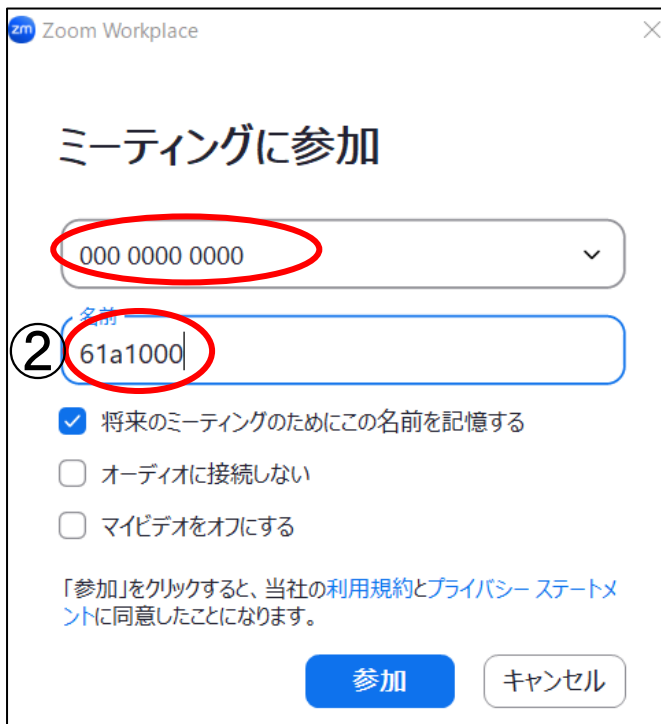 zm Zoom Workplace
ミーティングに参加
000 0000 0000
名前
② 61a1000
将来のミーティングのためにこの名前を記憶する
オーディオに接続しない
マイビデオをオフにする
「参加」をクリックすると、当社の利用規約とプライバシー ステートメ
ントに同意したことになります。
参加 キャンセル